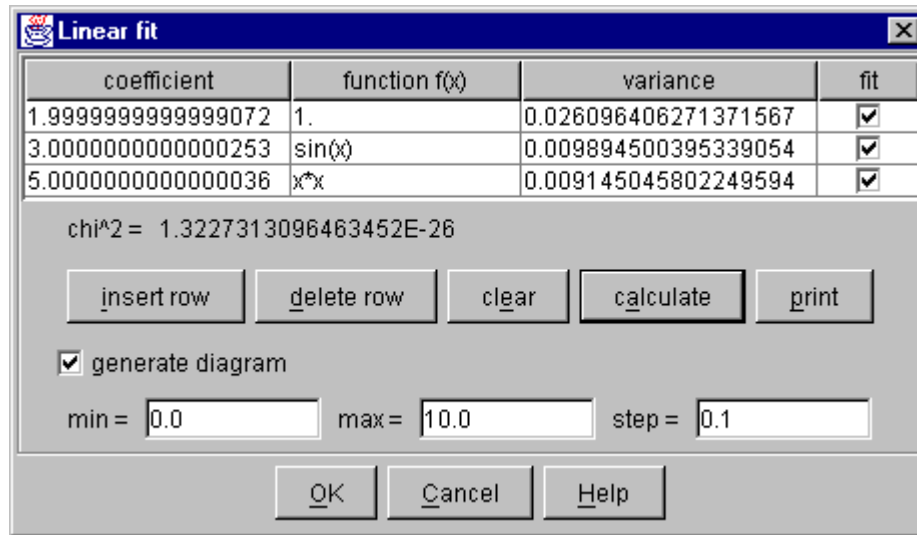 Linear fit
coefficient function f(x) variance fit
1.9999999999999072 1. 0.026096406271371567
3.0000000000000253 sin(x) 0.009894500395339054
5.0000000000000036 x*x 0.009145045802249594
chi^2 = 1.3227313096463452E-26
insert row delete row clear calculate print
generate diagram
min = 0.0 max = 10.0 step = 0.1
OK Cancel Help